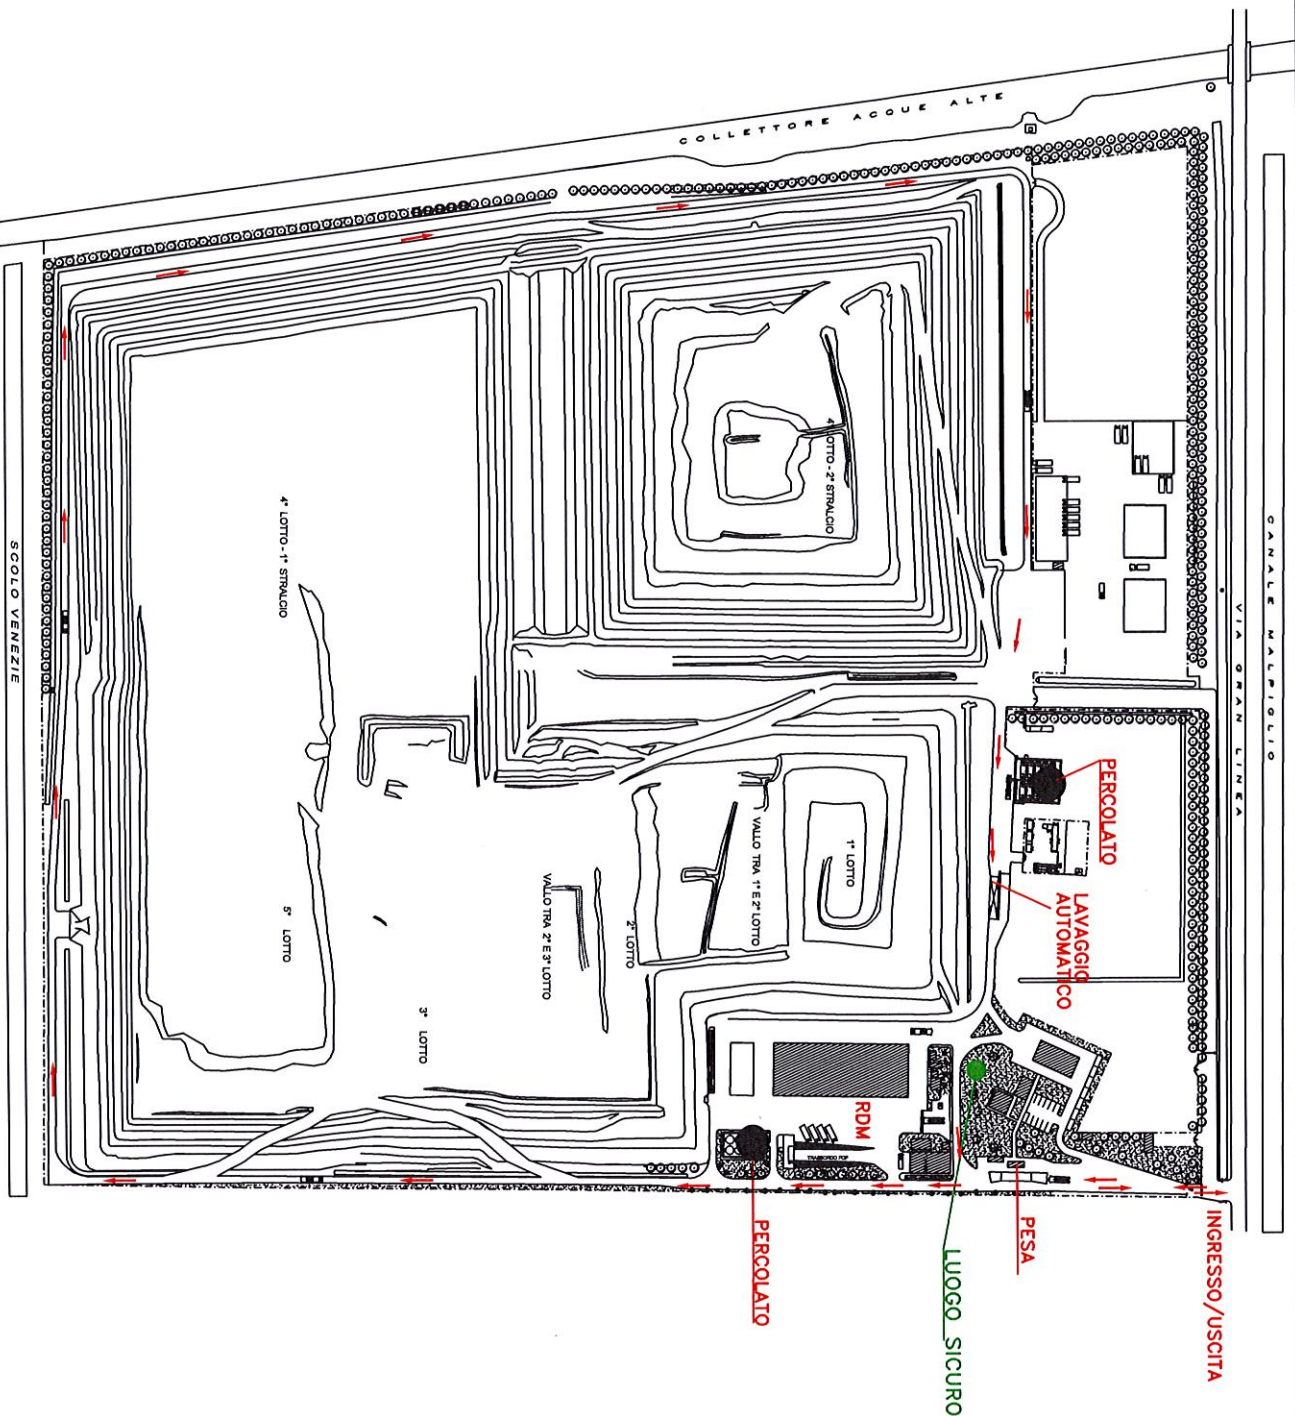 COLLETTORE ACQUE ALTE
CANALE MALPIGLIO
VIA GRAN LINEA
SCOLO VENEZIE
4° LOTTO - 2° STRALCIO
4° LOTTO - 1° STRALCIO
PERCOLATO
LAVAGGIO
AUTOMATICO
1° LOTTO
VALLO TRA 1° E 2° LOTTO
2° LOTTO
VALLO TRA 2° E 3° LOTTO
5° LOTTO
3° LOTTO
RDM
TRASBORDO FOP
INGRESSO/USCITA
PESA
LUOGO SICURO
PERCOLATO